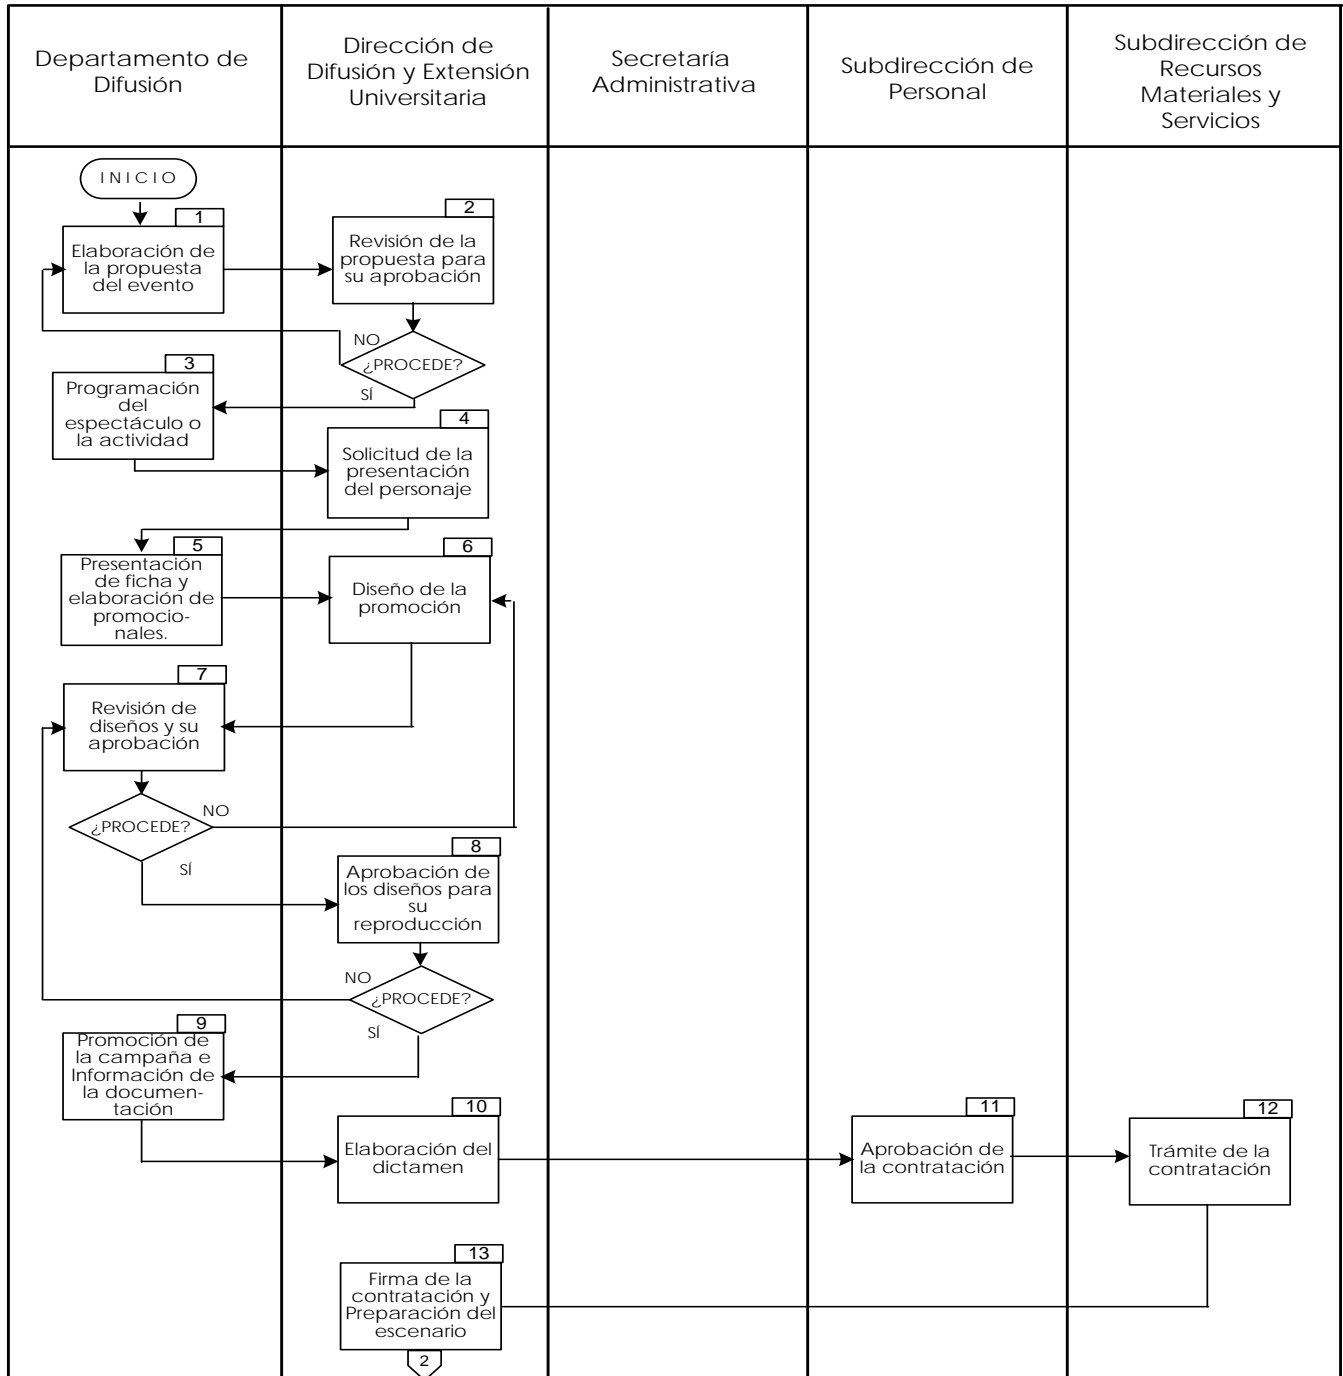 Departamento de
Difusión
Dirección de
Difusión y Extensión
Universitaria
Secretaría
Administrativa
Subdirección de
Personal
Subdirección de
Recursos
Materiales y
Servicios
INICIO
1
Elaboración de
la propuesta
del evento
2
Revisión de la
propuesta para
su aprobación
NO
¿PROCEDE?
SÍ
3
Programación
del
espectáculo o
la actividad
4
Solicitud de la
presentación
del personaje
5
Presentación
de ficha y
elaboración de
promocio-
nales.
6
Diseño de la
promoción
7
Revisión de
diseños y su
aprobación
¿PROCEDE?
NO
SÍ
8
Aprobación de
los diseños para
su
reproducción
NO
¿PROCEDE?
SÍ
9
Promoción de
la campaña e
Información de
la documen-
tación
10
Elaboración del
dictamen
11
Aprobación de
la contratación
12
Trámite de la
contratación
13
Firma de la
contratación y
Preparación del
escenario
2